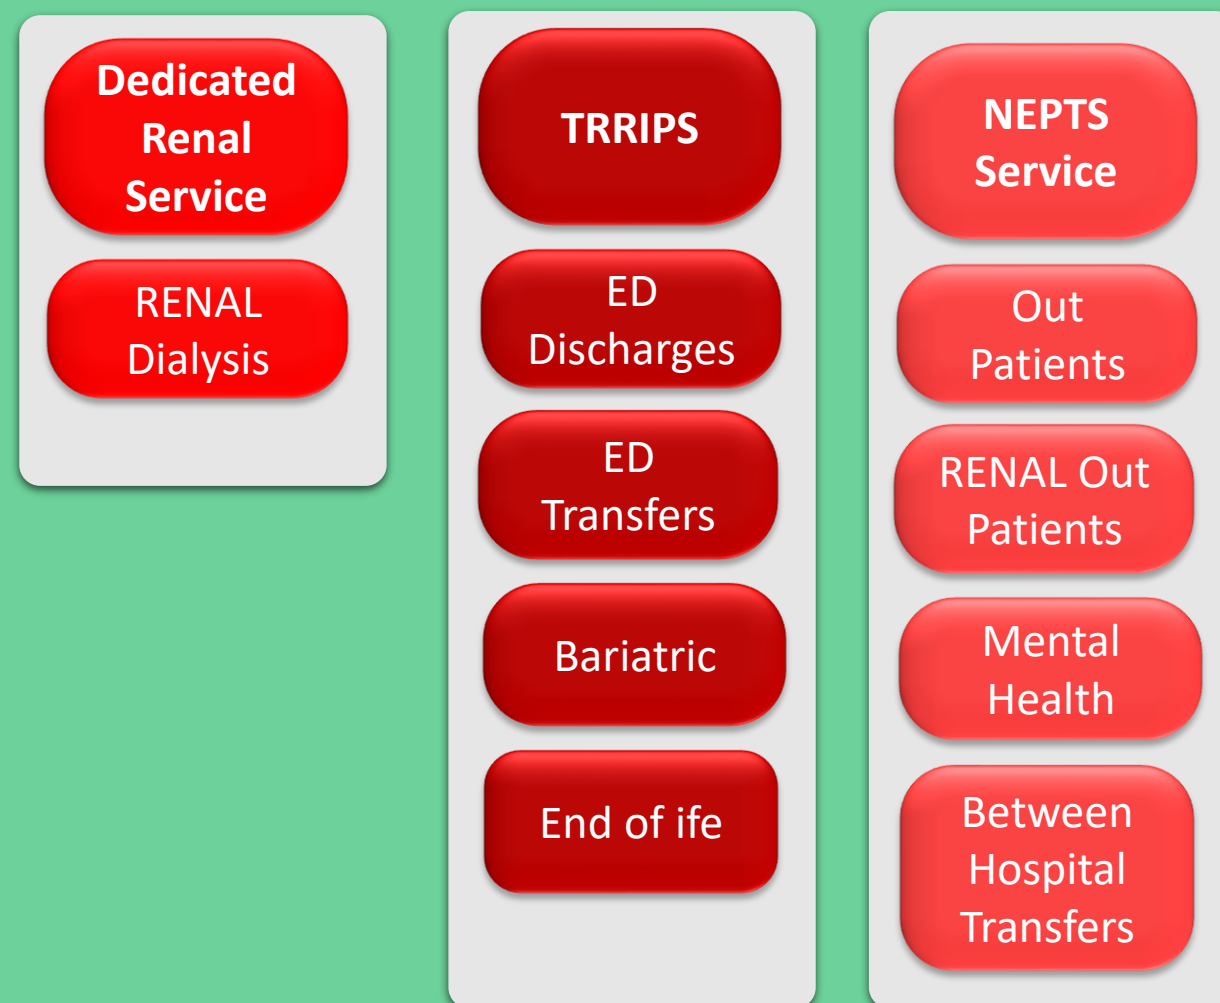 Dedicated
Renal
Service
RENAL
Dialysis
TRRIPS
ED
Discharges
ED
Transfers
Bariatric
End of ife
NEPTS
Service
Out
Patients
RENAL Out
Patients
Mental
Health
Between
Hospital
Transfers